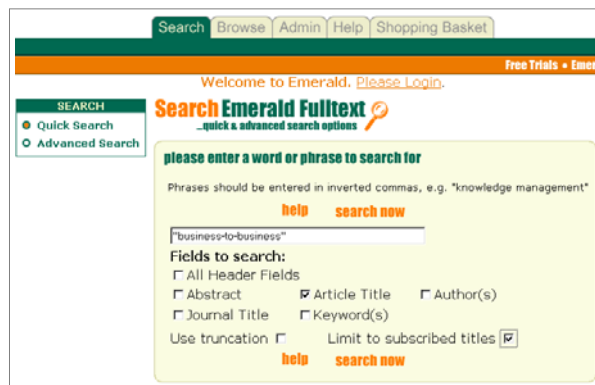 Search Browse Admin Help Shopping Basket
Free Trials • Emer
Welcome to Emerald. Please Login.
SEARCH
Quick Search
Advanced Search
Search Emerald Fulltext
...quick & advanced search options
please enter a word or phrase to search for
Phrases should be entered in inverted commas, e.g. "knowledge management"
help search now
"business-to-business"
Fields to search:
All Header Fields
Abstract Article Title Author(s)
Journal Title Keyword(s)
Use truncation Limit to subscribed titles
help search now